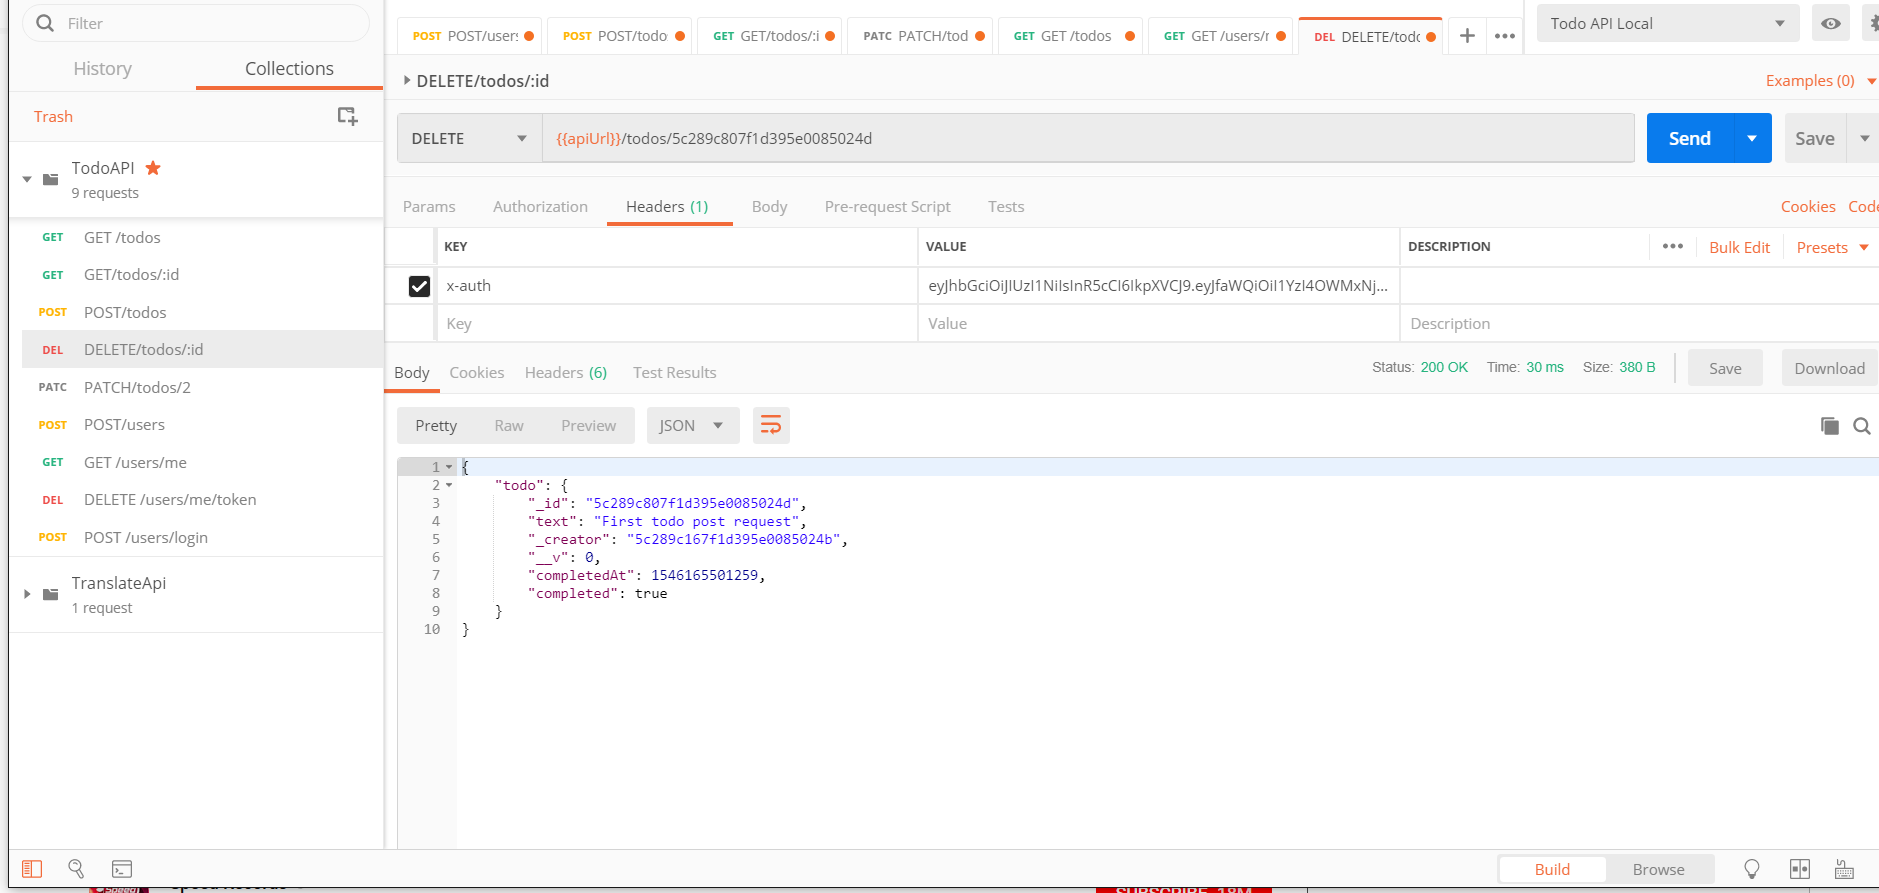 Filter
History
Collections
Trash
TodoAPI
9 requests
GET GET /todos
GET GET/todos/:id
POST POST/todos
DEL DELETE/todos/:id
PATC PATCH/todos/2
POST POST/users
GET GET /users/me
DEL DELETE /users/me/token
POST POST /users/login
TranslateApi
1 request
POST POST/users POST POST/todo GET GET/todos/:i PATC PATCH/tod GET GET /todos GET GET /users/r DEL DELETE/todc
Todo API Local
DELETE/todos/:id
Examples (0)
DELETE
{{apiUrl}}/todos/5c289c807f1d395e0085024d
Send
Save
Params Authorization Headers (1) Body Pre-request Script Tests
Cookies Code
KEY VALUE DESCRIPTION
Bulk Edit Presets
x-auth eyJhbGciOiJIUzI1NiIsInR5cCI6IkpXVCJ9.eyJfaWQiOiI1YzI4OWMxNj...
Key Value Description
Body Cookies Headers (6) Test Results
Status: 200 OK Time: 30 ms Size: 380 B
Save Download
Pretty Raw Preview JSON
1 {
2 "todo": {
3 "_id": "5c289c807f1d395e0085024d",
4 "text": "First todo post request",
5 "_creator": "5c289c167f1d395e0085024b",
6 "__v": 0,
7 "completedAt": 1546165501259,
8 "completed": true
9 }
10 }
Build Browse